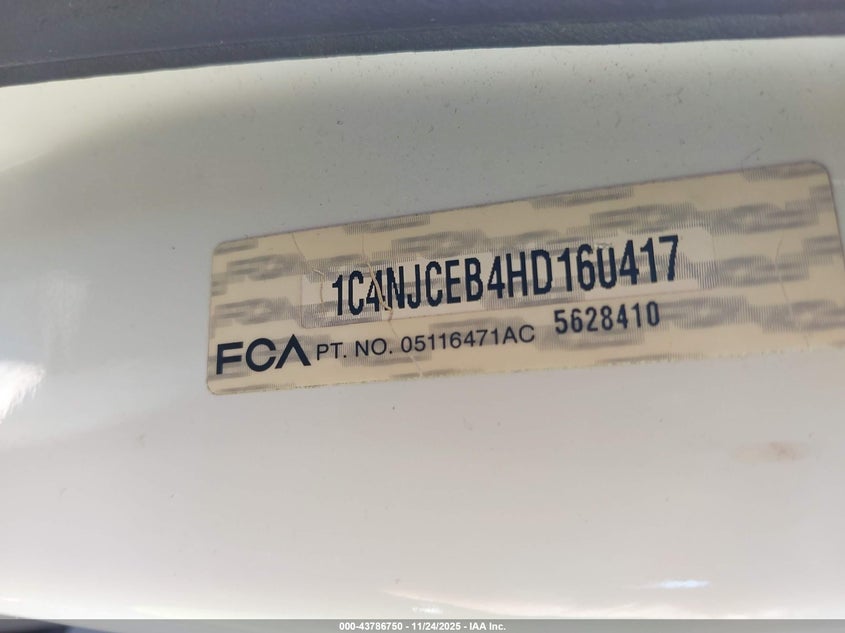 1C4NJCEB4HD160417
FCA PT. NO. 05116471AC 5628410
000-43786750 - 11/24/2025 - IAA Inc.